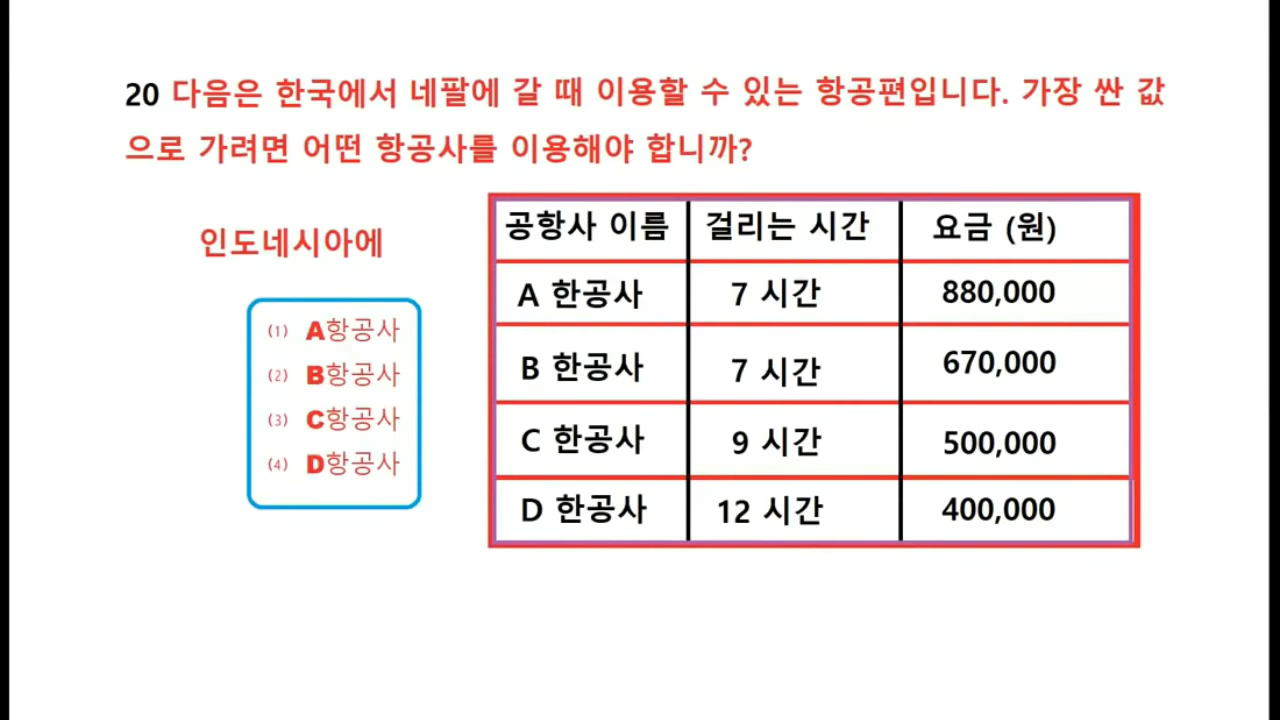 20 다음은 한국에서 네팔에 갈 때 이용할 수 있는 항공편입니다. 가장 싼 값
으로 가려면 어떤 항공사를 이용해야 합니까?
인도네시아에
(1) A항공사
(2) B항공사
(3) C항공사
(4) D항공사
공항사 이름 걸리는 시간 요금 (원)
A 한공사 7 시간 880,000
B 한공사 7 시간 670,000
C 한공사 9 시간 500,000
D 한공사 12 시간 400,000